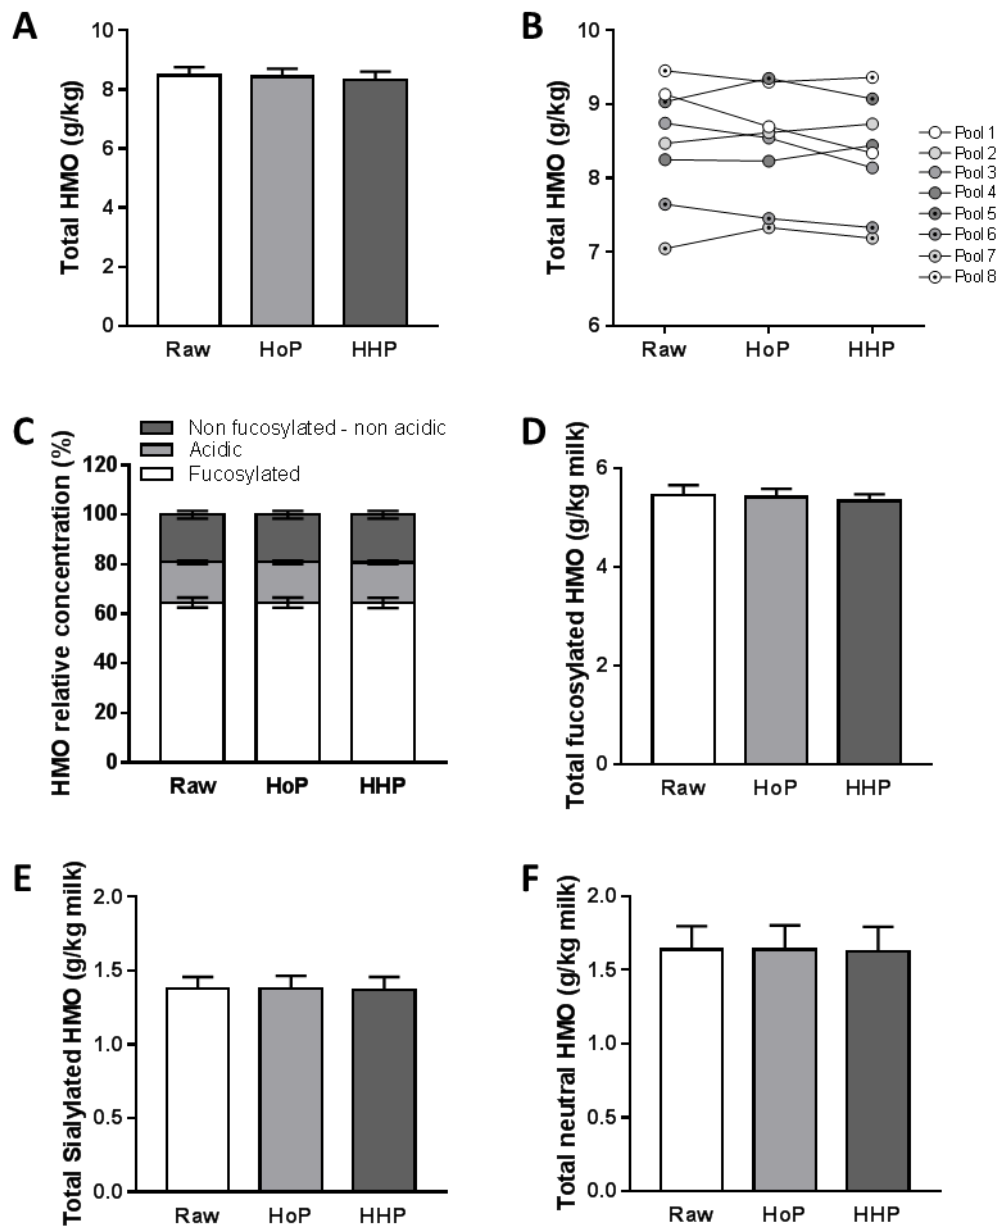 A
Total HMO (g/kg)
10
8
6
4
2
0
Raw HoP HHP
B
Total HMO (g/kg)
10
9
8
7
6
Raw HoP HHP
Pool 1
Pool 2
Pool 3
Pool 4
Pool 5
Pool 6
Pool 7
Pool 8
C
Non fucosylated - non acidic
Acidic
Fucosylated
HMO relative concentration (%)
120
100
80
60
40
20
0
Raw HoP HHP
D
Total fucosylated HMO (g/kg milk)
6
4
2
0
Raw HoP HHP
E
Total Sialylated HMO (g/kg milk)
2.0
1.5
1.0
0.5
0.0
Raw HoP HHP
F
Total neutral HMO (g/kg milk)
2.0
1.5
1.0
0.5
0.0
Raw HoP HHP